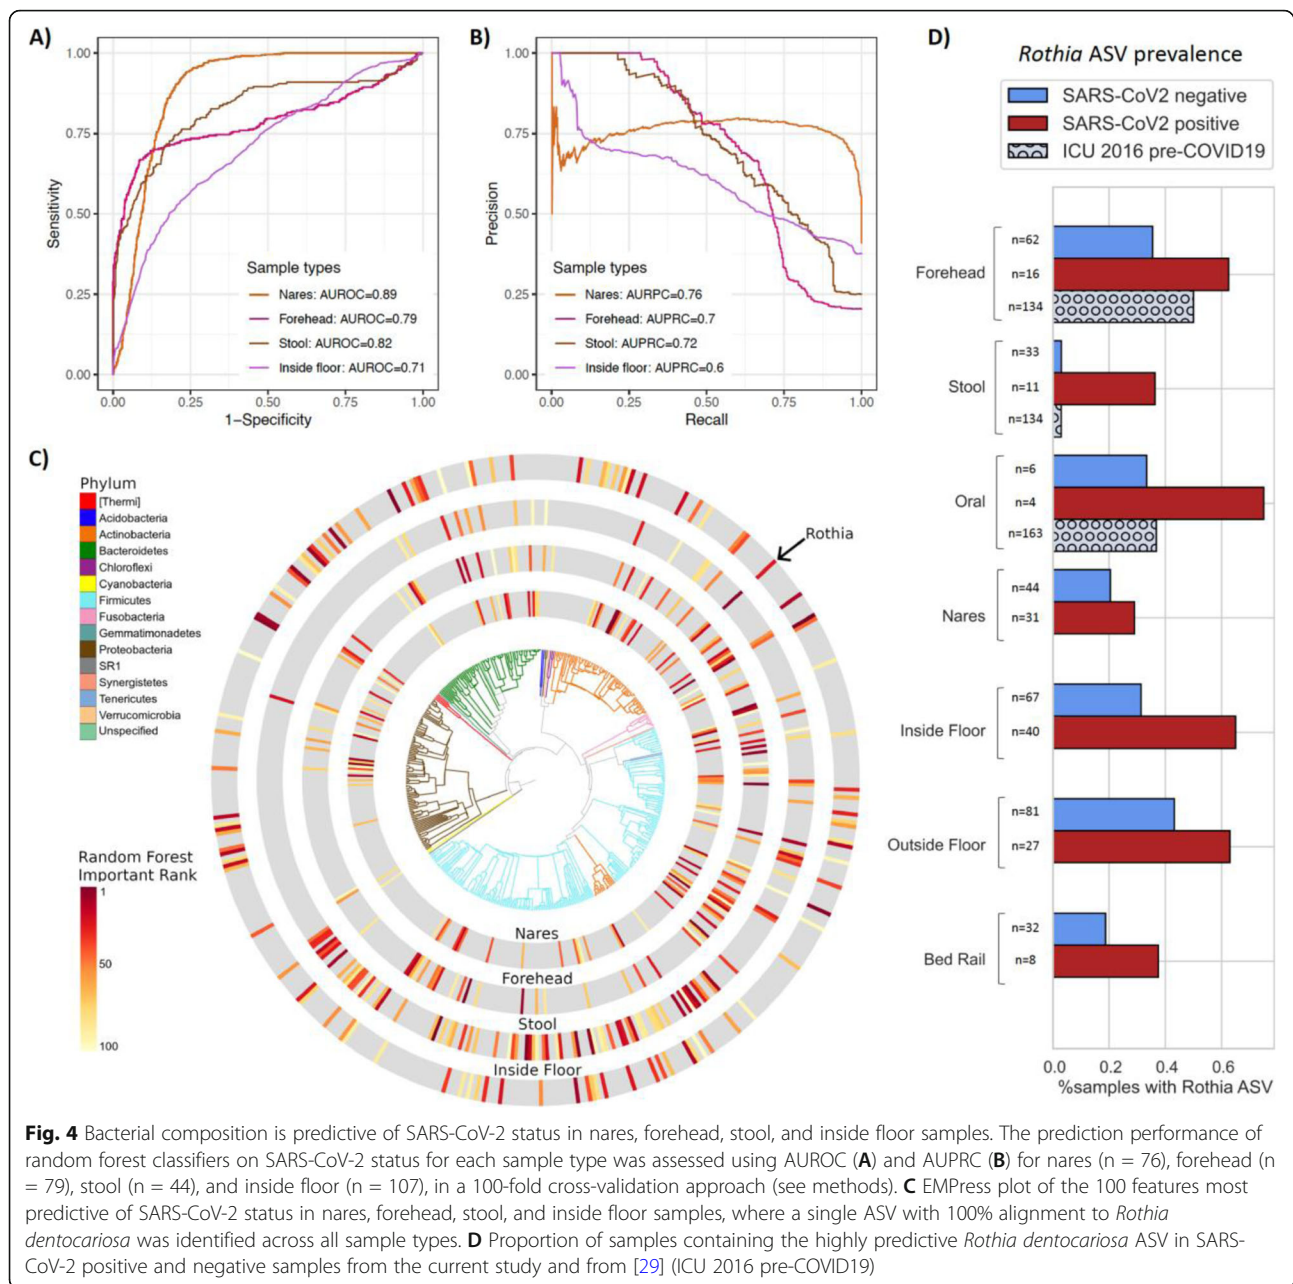 A)
1.00
0.75
0.50
0.25
0.00
Sensitivity
Sample types
Nares: AUROC=0.89
Forehead: AUROC=0.79
Stool: AUROC=0.82
Inside floor: AUROC=0.71
0.00 0.25 0.50 0.75 1.00
1−Specificity
B)
1.00
0.75
0.50
0.25
0.00
Precision
Sample types
Nares: AURPC=0.76
Forehead: AUPRC=0.7
Stool: AUPRC=0.72
Inside floor: AUPRC=0.6
0.00 0.25 0.50 0.75 1.00
Recall
C)
Phylum
[Thermi]
Acidobacteria
Actinobacteria
Bacteroidetes
Chloroflexi
Cyanobacteria
Firmicutes
Fusobacteria
Gemmatimonadetes
Proteobacteria
SR1
Synergistetes
Tenericutes
Verrucomicrobia
Unspecified
Random Forest
Important Rank
1
50
100
Rothia
Nares
Forehead
Stool
Inside Floor
D)
Rothia ASV prevalence
SARS-CoV2 negative
SARS-CoV2 positive
ICU 2016 pre-COVID19
Forehead
n=62
n=16
n=134
Stool
n=33
n=11
n=134
Oral
n=6
n=4
n=163
Nares
n=44
n=31
Inside Floor
n=67
n=40
Outside Floor
n=81
n=27
Bed Rail
n=32
n=8
0.0 0.2 0.4 0.6
%samples with Rothia ASV
Fig. 4 Bacterial composition is predictive of SARS-CoV-2 status in nares, forehead, stool, and inside floor samples. The prediction performance of
random forest classifiers on SARS-CoV-2 status for each sample type was assessed using AUROC (A) and AUPRC (B) for nares (n = 76), forehead (n
= 79), stool (n = 44), and inside floor (n = 107), in a 100-fold cross-validation approach (see methods). C EMPress plot of the 100 features most
predictive of SARS-CoV-2 status in nares, forehead, stool, and inside floor samples, where a single ASV with 100% alignment to Rothia
dentocariosa was identified across all sample types. D Proportion of samples containing the highly predictive Rothia dentocariosa ASV in SARS-
CoV-2 positive and negative samples from the current study and from [29] (ICU 2016 pre-COVID19)